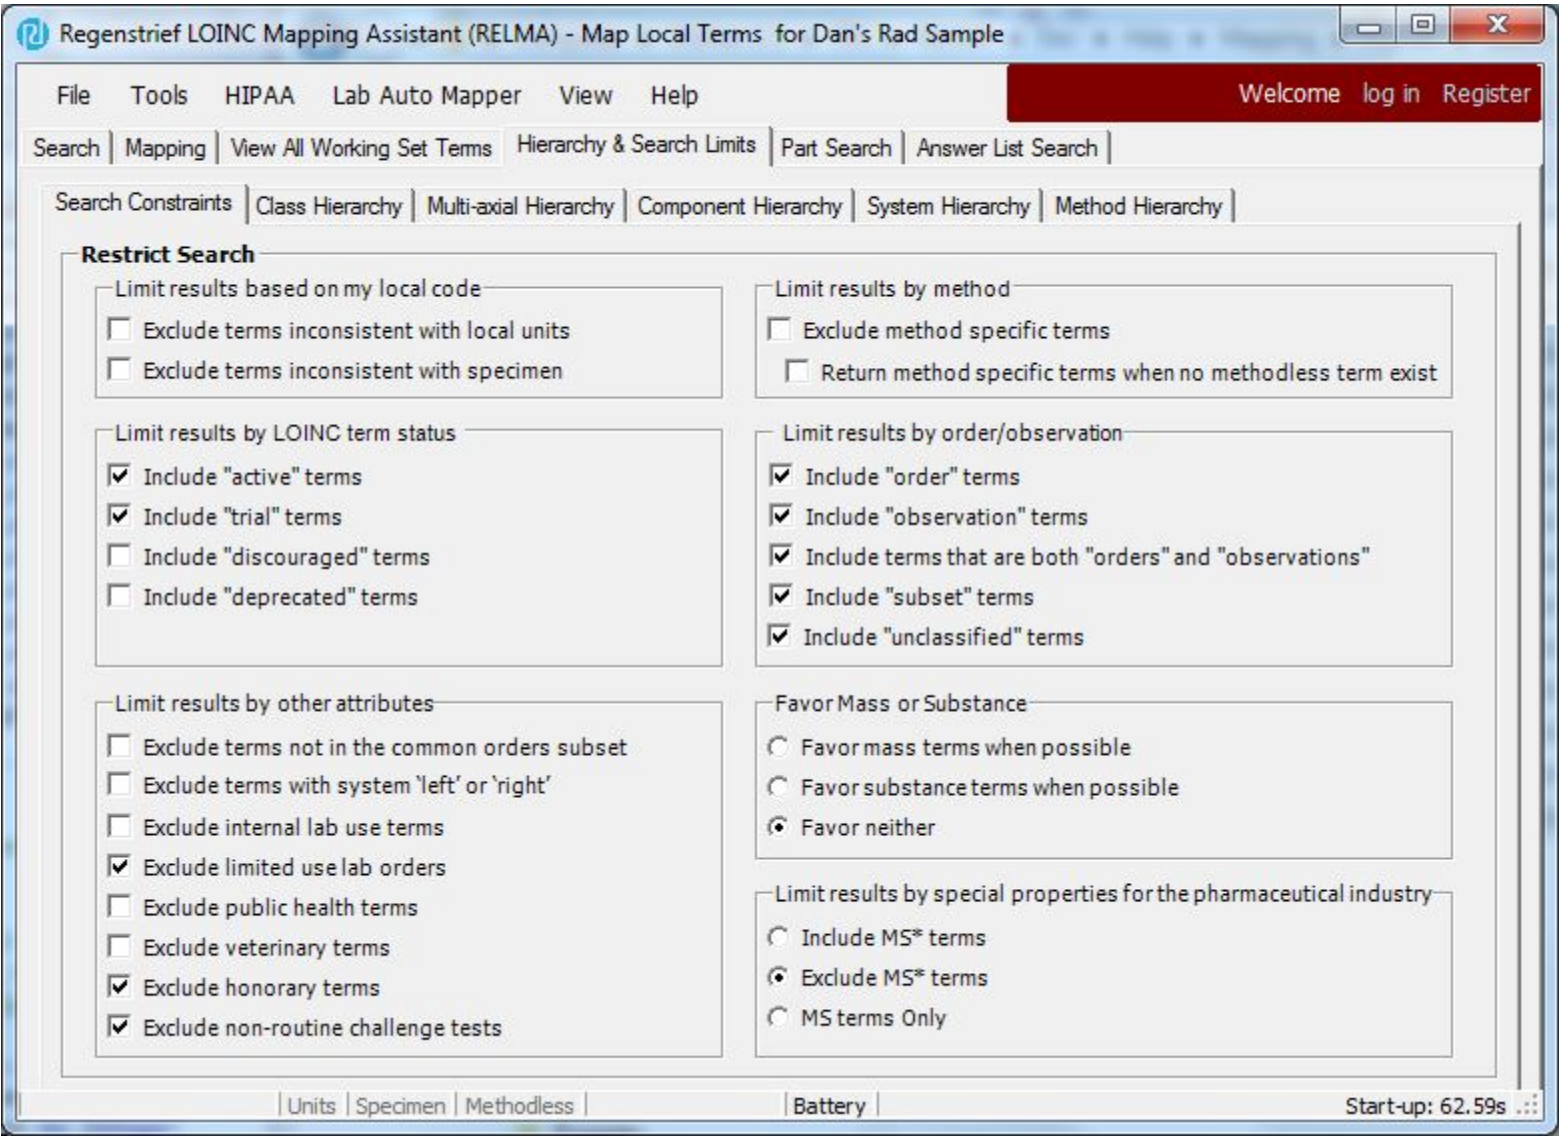 Regenstrief LOINC Mapping Assistant (RELMA) - Map Local Terms for Dan's Rad Sample
File Tools HIPAA Lab Auto Mapper View Help
Welcome log in Register
Search Mapping View All Working Set Terms Hierarchy & Search Limits Part Search Answer List Search
Search Constraints Class Hierarchy Multi-axial Hierarchy Component Hierarchy System Hierarchy Method Hierarchy
Restrict Search
Limit results based on my local code
Exclude terms inconsistent with local units
Exclude terms inconsistent with specimen
Limit results by method
Exclude method specific terms
Return method specific terms when no methodless term exist
Limit results by LOINC term status
Include "active" terms
Include "trial" terms
Include "discouraged" terms
Include "deprecated" terms
Limit results by order/observation
Include "order" terms
Include "observation" terms
Include terms that are both "orders" and "observations"
Include "subset" terms
Include "unclassified" terms
Limit results by other attributes
Exclude terms not in the common orders subset
Exclude terms with system ‘left’ or ‘right’
Exclude internal lab use terms
Exclude limited use lab orders
Exclude public health terms
Exclude veterinary terms
Exclude honorary terms
Exclude non-routine challenge tests
Favor Mass or Substance
Favor mass terms when possible
Favor substance terms when possible
Favor neither
Limit results by special properties for the pharmaceutical industry
Include MS* terms
Exclude MS* terms
MS terms Only
Units Specimen Methodless Battery Start-up: 62.59s